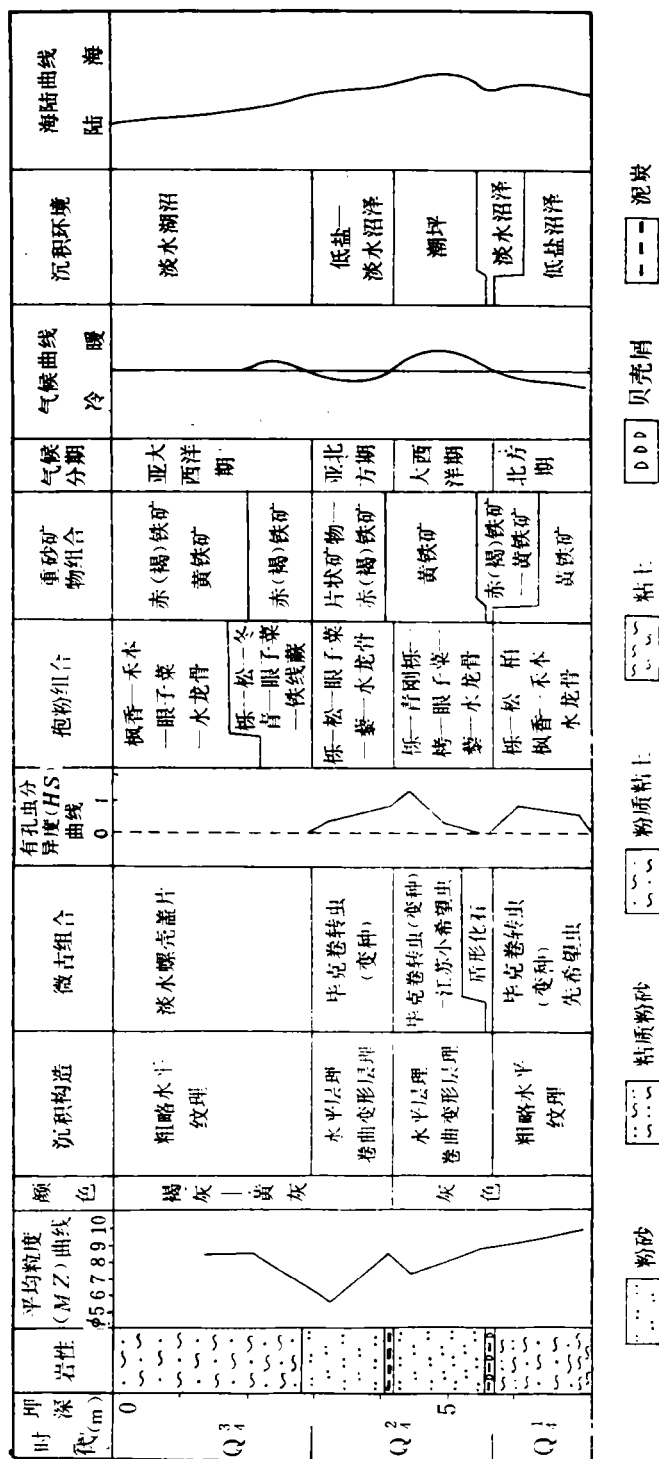 时代
埋深(m)
岩性
平均粒度
(MZ)曲线
φ5 6 7 8 9 10
颜色
沉积构造
微古组合
有孔虫分
异度(HS
曲线
0 1
孢粉组合
重砂矿
物组合
气候
分期
气候曲线
冷 暖
沉积环境
海陆曲线
陆 海
0
5
Q₄³
Q₄²
Q₄¹
褐灰—黄灰
灰色
粗略水平
纹理
水平层理
卷曲变形层理
水平层理
卷曲变形层理
粗略水平
纹理
淡水螺壳盖片
毕克卷转虫
(变种)
毕克卷转虫(变种)
-江苏小希望虫
盾形化石
毕克卷转虫
(变种)
先希望虫
枫香—禾本
—眼子菜
—水龙骨
栎—松—冬
青—眼子菜
—铁线蕨
栎—松—眼子菜
—藜—水龙骨
栎—青刚栎—
栲—眼子菜—
藜—水龙骨
栎—松 柏
枫香—禾本
水龙骨
赤(褐)铁矿
黄铁矿
赤(褐)铁矿
片状矿物—
赤(褐)铁矿
黄铁矿
赤(褐)铁矿
—黄铁矿
黄铁矿
亚大
西洋
期
亚北
方期
大西
洋期
北方
期
淡水湖沼
低盐—
淡水沼泽
潮坪
淡水沼泽
低盐沼泽
粉砂
粘质粉砂
粉质粘土
粘土
贝壳屑
泥炭